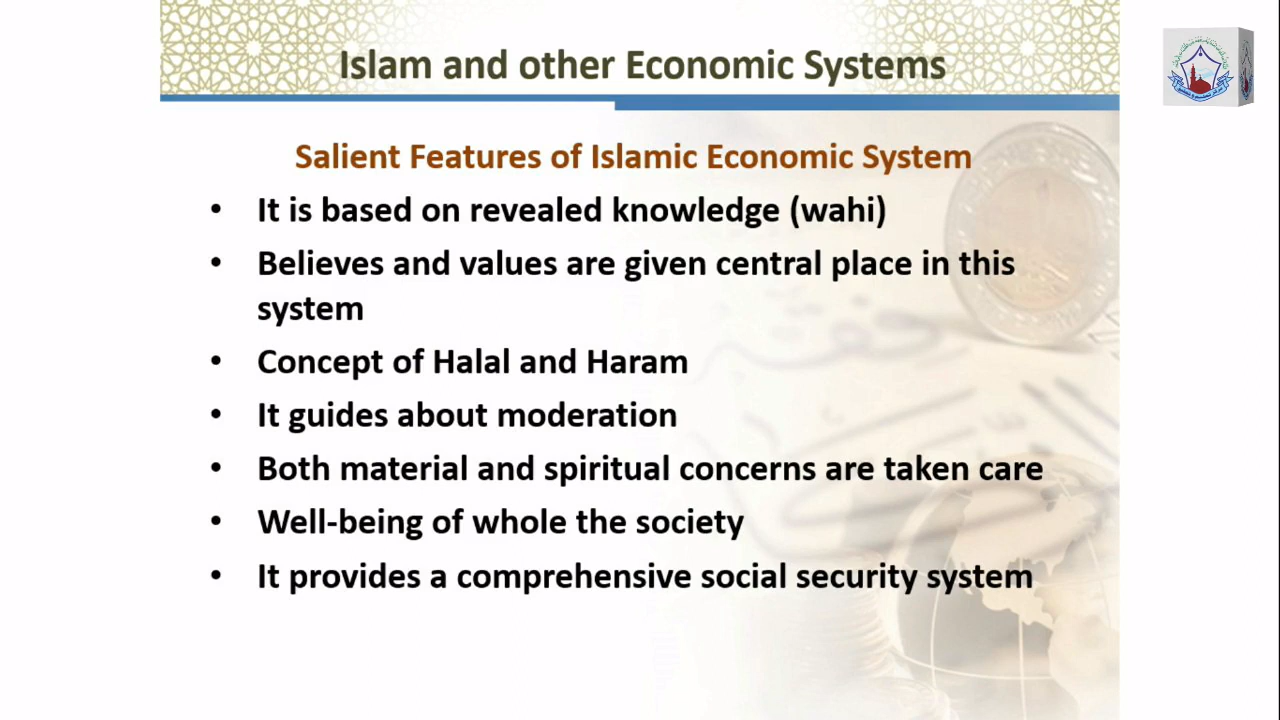 Islam and other Economic Systems
Salient Features of Islamic Economic System
• It is based on revealed knowledge (wahi)
• Believes and values are given central place in this
system
• Concept of Halal and Haram
• It guides about moderation
• Both material and spiritual concerns are taken care
• Well-being of whole the society
• It provides a comprehensive social security system